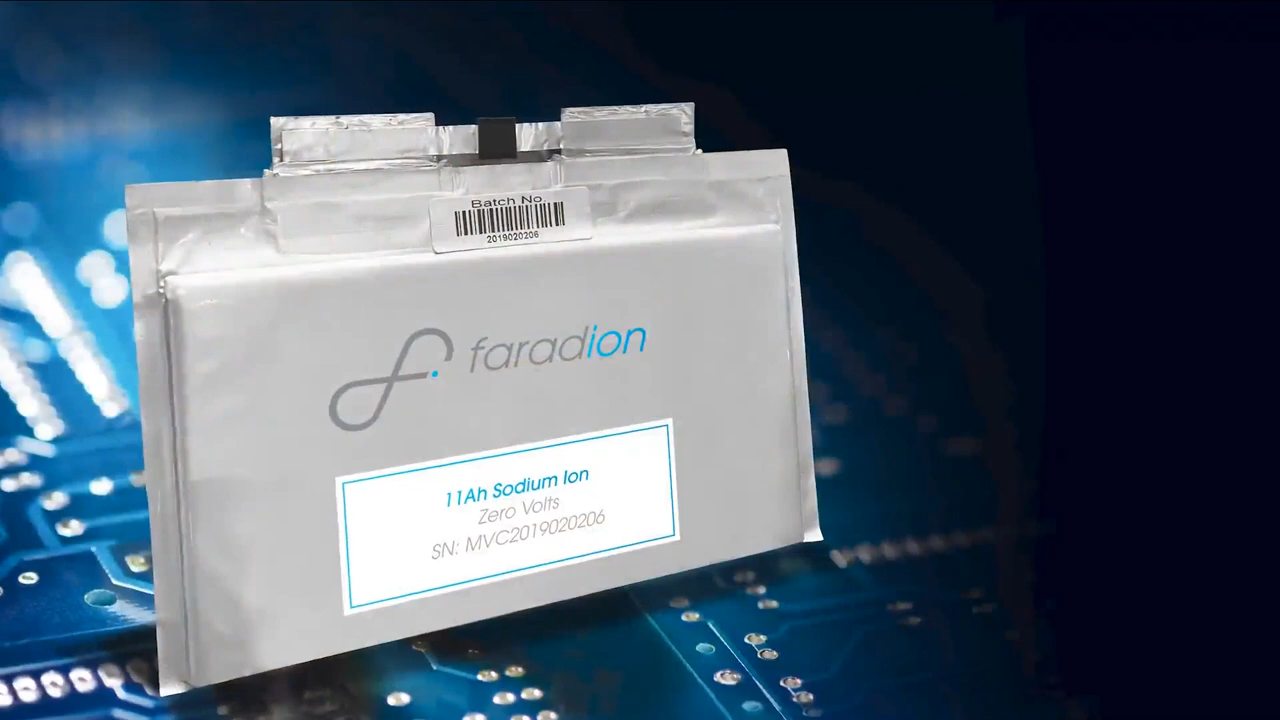 Batch No.
2019020206
faradion
11Ah Sodium Ion
Zero Volts
SN: MVC2019020206